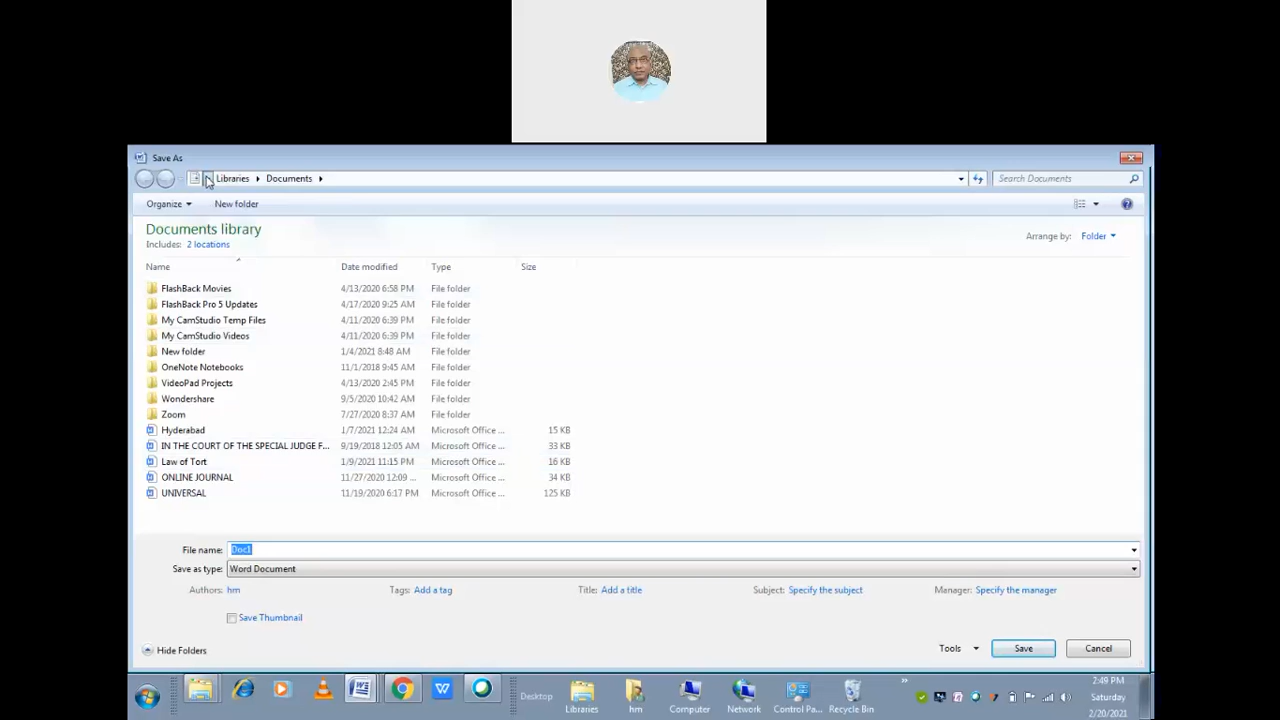 Save As
Libraries Documents
Search Documents
Organize New folder
Documents library
Includes: 2 locations
Arrange by: Folder
Name Date modified Type Size
FlashBack Movies 4/13/2020 6:58 PM File folder
FlashBack Pro 5 Updates 4/17/2020 9:25 AM File folder
My CamStudio Temp Files 4/11/2020 6:39 PM File folder
My CamStudio Videos 4/11/2020 6:39 PM File folder
New folder 1/4/2021 8:48 AM File folder
OneNote Notebooks 11/1/2018 9:45 AM File folder
VideoPad Projects 4/13/2020 2:45 PM File folder
Wondershare 9/5/2020 10:42 AM File folder
Zoom 7/27/2020 8:37 AM File folder
Hyderabad 1/7/2021 12:24 AM Microsoft Office ... 15 KB
IN THE COURT OF THE SPECIAL JUDGE F... 9/19/2018 12:05 AM Microsoft Office ... 33 KB
Law of Tort 1/9/2021 11:15 PM Microsoft Office ... 16 KB
ONLINE JOURNAL 11/27/2020 12:09 ... Microsoft Office ... 34 KB
UNIVERSAL 11/19/2020 6:17 PM Microsoft Office ... 125 KB
File name: Doc1
Save as type: Word Document
Authors: hm Tags: Add a tag Title: Add a title Subject: Specify the subject Manager: Specify the manager
Save Thumbnail
Hide Folders Tools Save Cancel
Desktop Libraries hm Computer Network Control Pa... Recycle Bin
2:49 PM
Saturday
2/20/2021